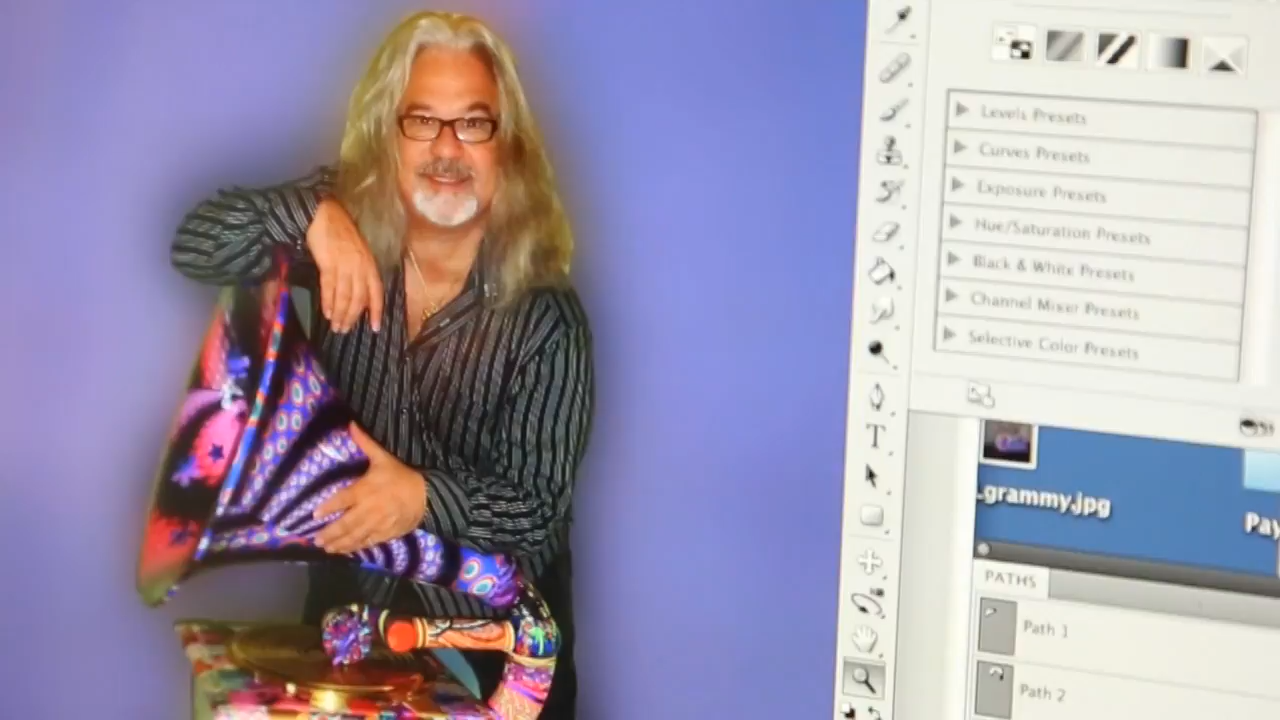 Levels Presets
Curves Presets
Exposure Presets
Hue/Saturation Presets
Black & White Presets
Channel Mixer Presets
Selective Color Presets
.grammy.jpg
Pay
PATHS
Path 1
Path 2